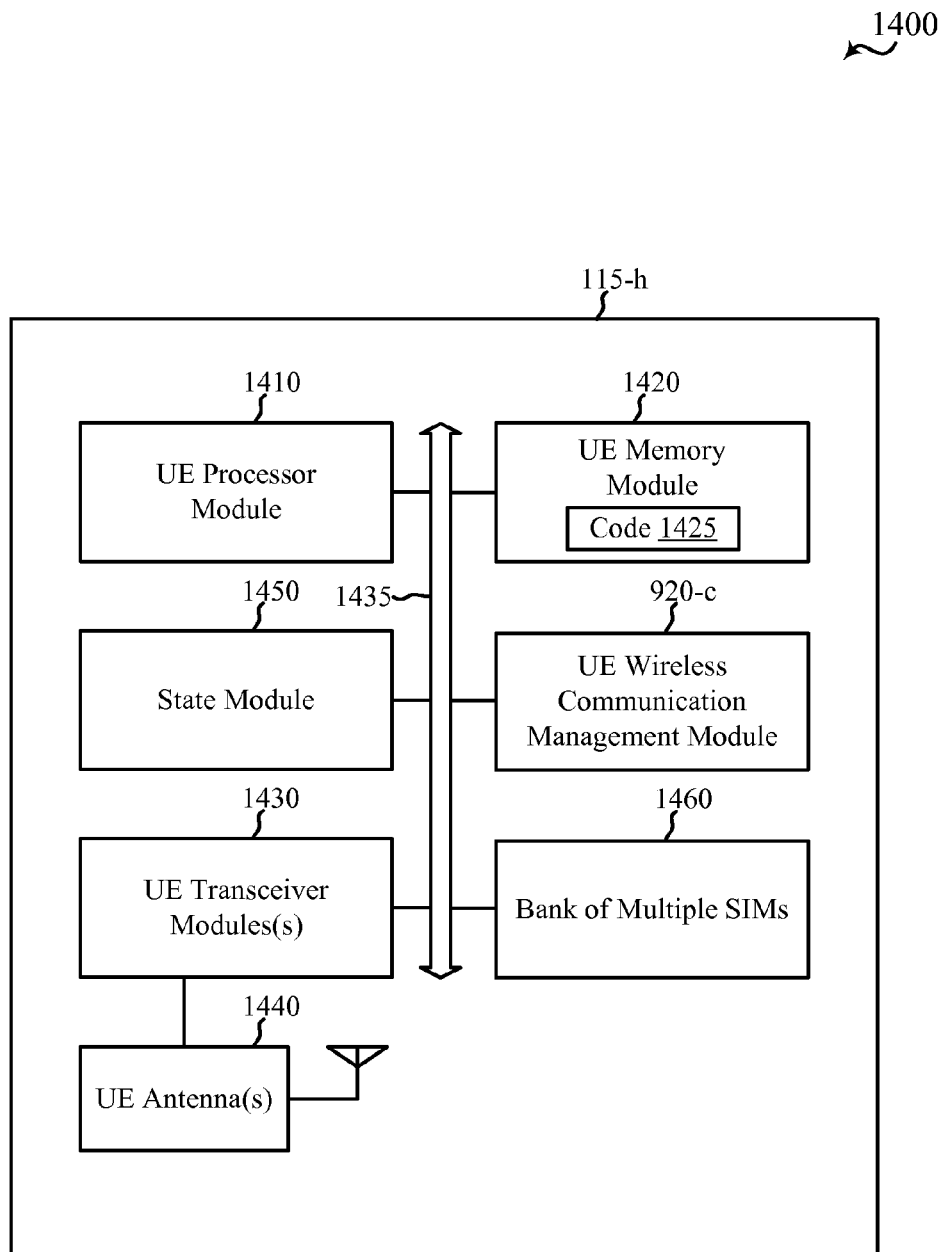 1400
115-h
1410
1420
UE Processor
Module
UE Memory
Module
Code 1425
1450
1435
920-c
State Module
UE Wireless
Communication
Management Module
1430
1460
UE Transceiver
Modules(s)
Bank of Multiple SIMs
1440
UE Antenna(s)